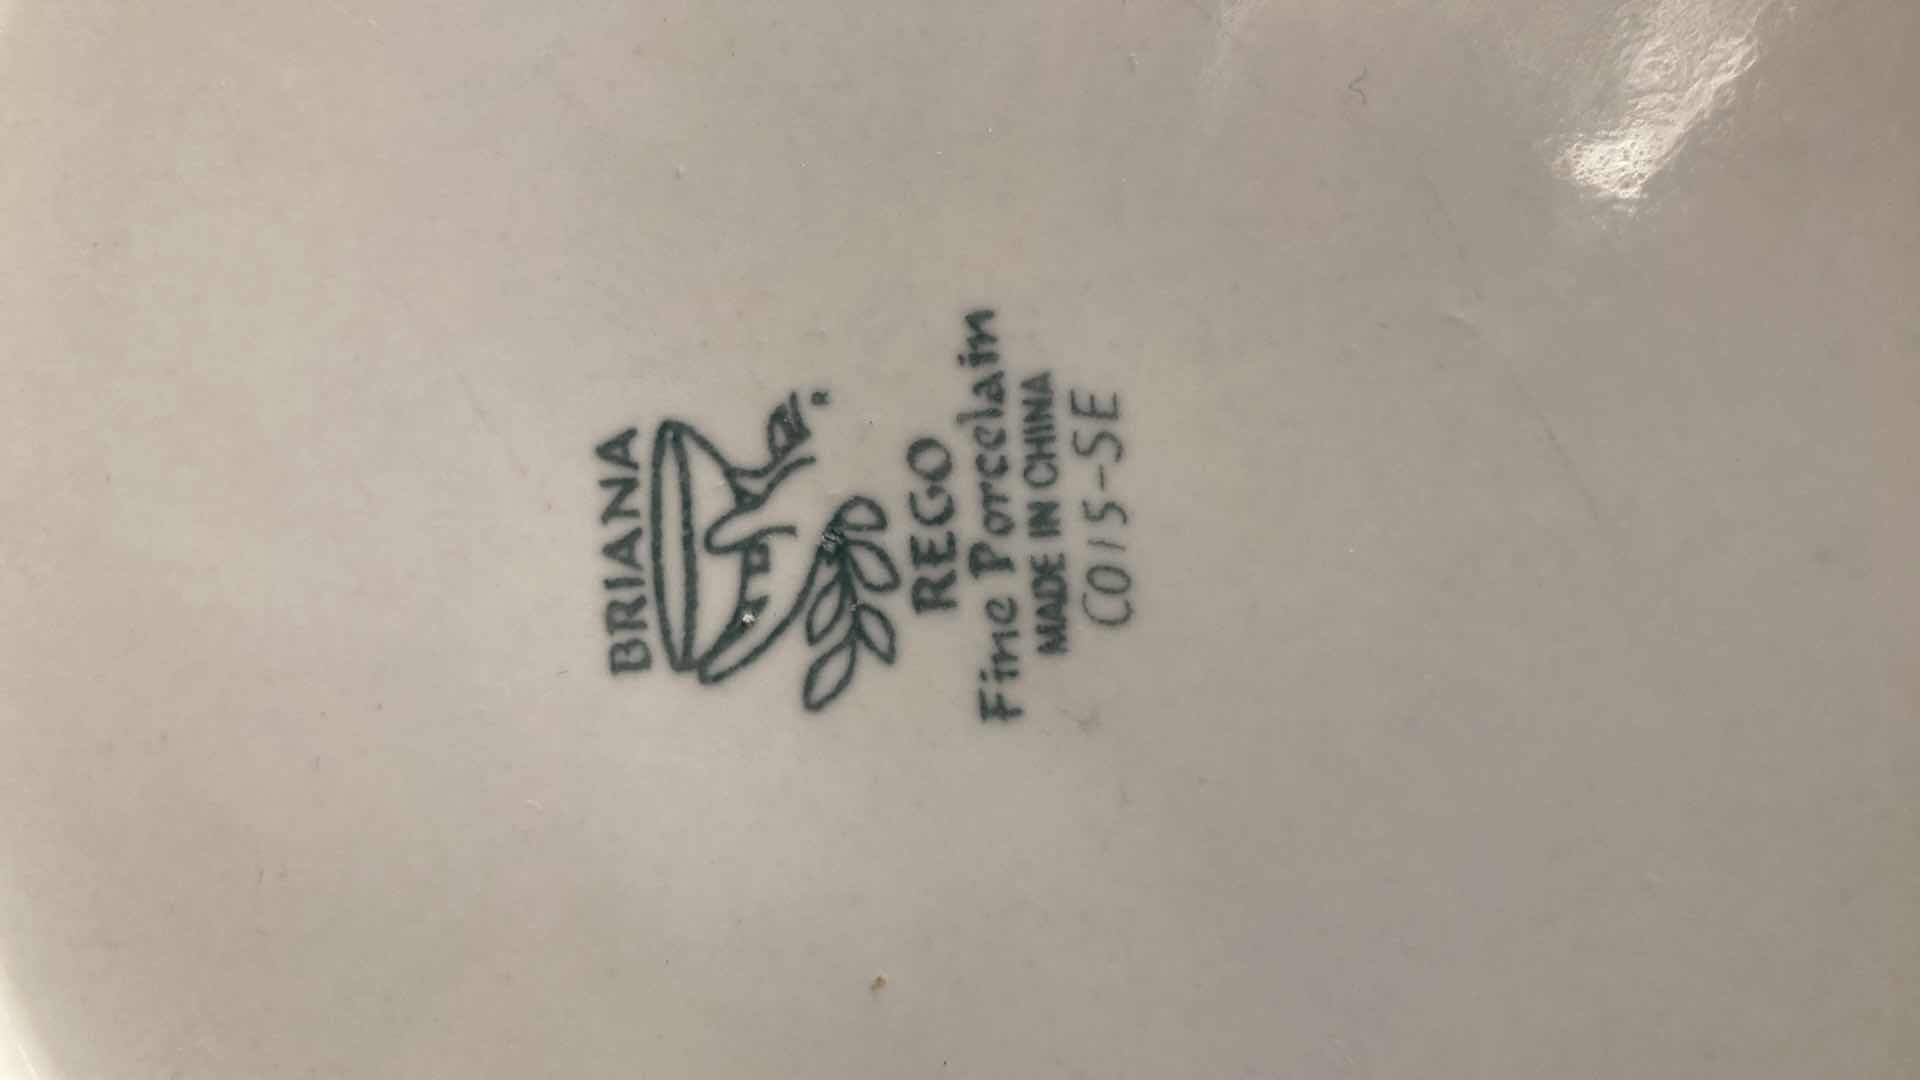 BRIANA
R
REGO
Fine Porcelain
MADE IN CHINA
C015-SE